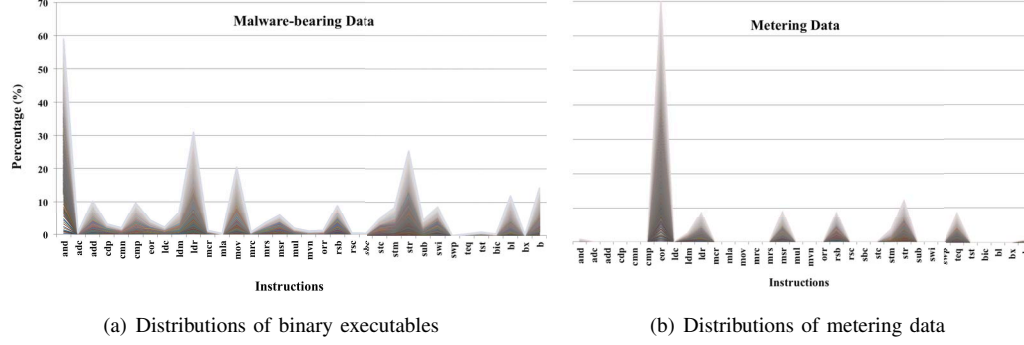 Malware-bearing Data
Percentage (%)
70
60
50
40
30
20
10
0
and adc add cdp cmn cmp eor ldc ldm ldr mcr mla mov mrc mrs msr mul mvn orr rsb rsc sbc stc stm str sub swi swp teq tst bic bl bx b
Instructions
(a) Distributions of binary executables
Metering Data
and adc add cdp cmn cmp eor ldc ldm ldr mcr mla mov mrc mrs msr mul mvn orr rsb rsc sbc stc stm str sub swi swp teq tst bic bl bx
Instructions
(b) Distributions of metering data